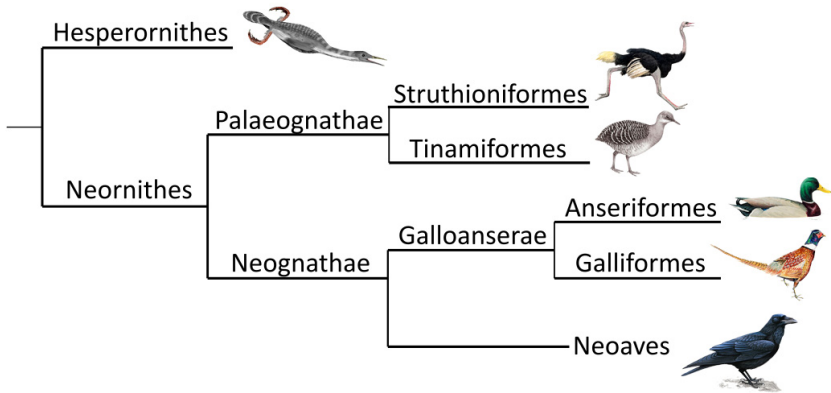 Hesperornithes
Struthioniformes
Palaeognathae
Tinamiformes
Neornithes
Anseriformes
Galloanserae
Neognathae
Galliformes
Neoaves